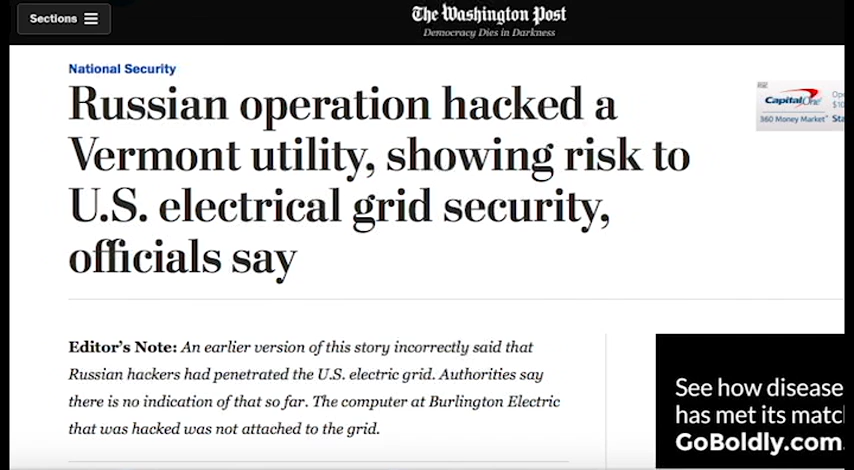 Sections
The Washington Post
Democracy Dies in Darkness
National Security
Russian operation hacked a
Vermont utility, showing risk to
U.S. electrical grid security,
officials say
Capital One
360 Money Market
Editor's Note: An earlier version of this story incorrectly said that
Russian hackers had penetrated the U.S. electric grid. Authorities say
there is no indication of that so far. The computer at Burlington Electric
that was hacked was not attached to the grid.
See how disease
has met its matc
GoBoldly.com